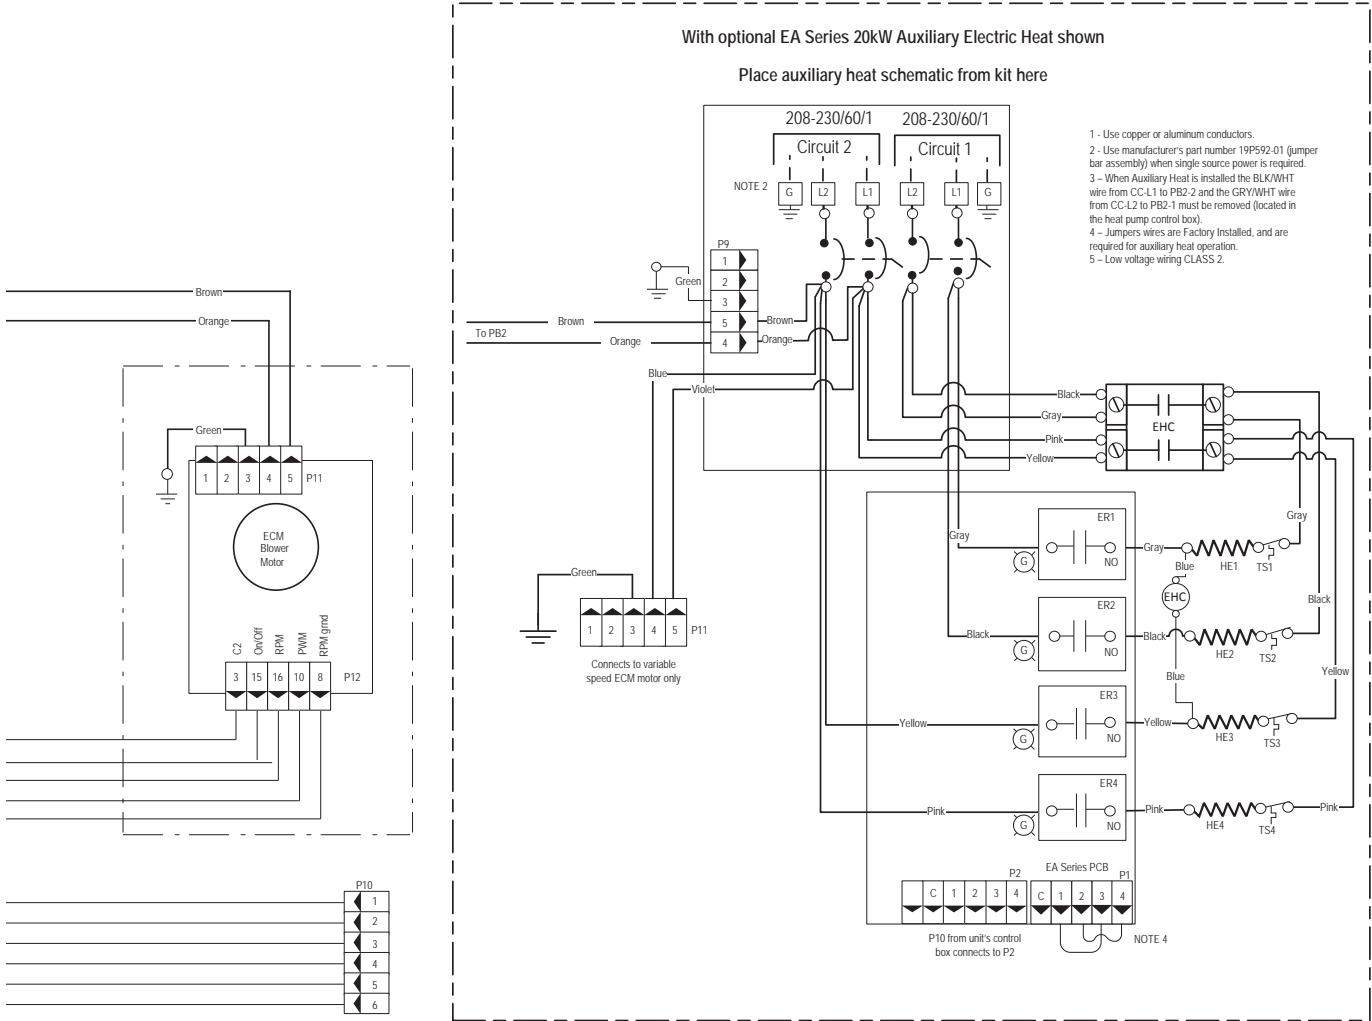 With optional EA Series 20kW Auxiliary Electric Heat shown
Place auxiliary heat schematic from kit here
208-230/60/1
208-230/60/1
Circuit 2
Circuit 1
NOTE 2
G
L2
L1
L2
L1
G
1 - Use copper or aluminum conductors.
2 - Use manufacturer's part number 19P592-01 (jumper
bar assembly) when single source power is required.
3 – When Auxiliary Heat is installed the BLK/WHT
wire from CC-L1 to PB2-2 and the GRY/WHT wire
from CC-L2 to PB2-1 must be removed (located in
the heat pump control box).
4 – Jumpers wires are Factory Installed, and are
required for auxiliary heat operation.
5 – Low voltage wiring CLASS 2.
P9
1
2
3
5
4
Green
Brown
Orange
To PB2
Brown
Orange
Brown
Orange
Blue
Violet
Black
Gray
Pink
Yellow
EHC
Green
1
2
3
4
5
P11
ECM
Blower
Motor
C2
On/Off
RPM
PWM
RPM grnd
3
15
16
10
8
P12
Green
1
2
3
4
5
P11
Connects to variable
speed ECM motor only
Gray
G
ER1
NO
Gray
Blue
HE1
TS1
Gray
EHC
Black
G
ER2
NO
Black
HE2
TS2
Black
Blue
Yellow
G
ER3
NO
Yellow
HE3
TS3
Yellow
Pink
G
ER4
NO
Pink
HE4
TS4
Pink
EA Series PCB
P2
P1
C
1
2
3
4
C
1
2
3
4
P10 from unit's control
box connects to P2
NOTE 4
P10
1
2
3
4
5
6